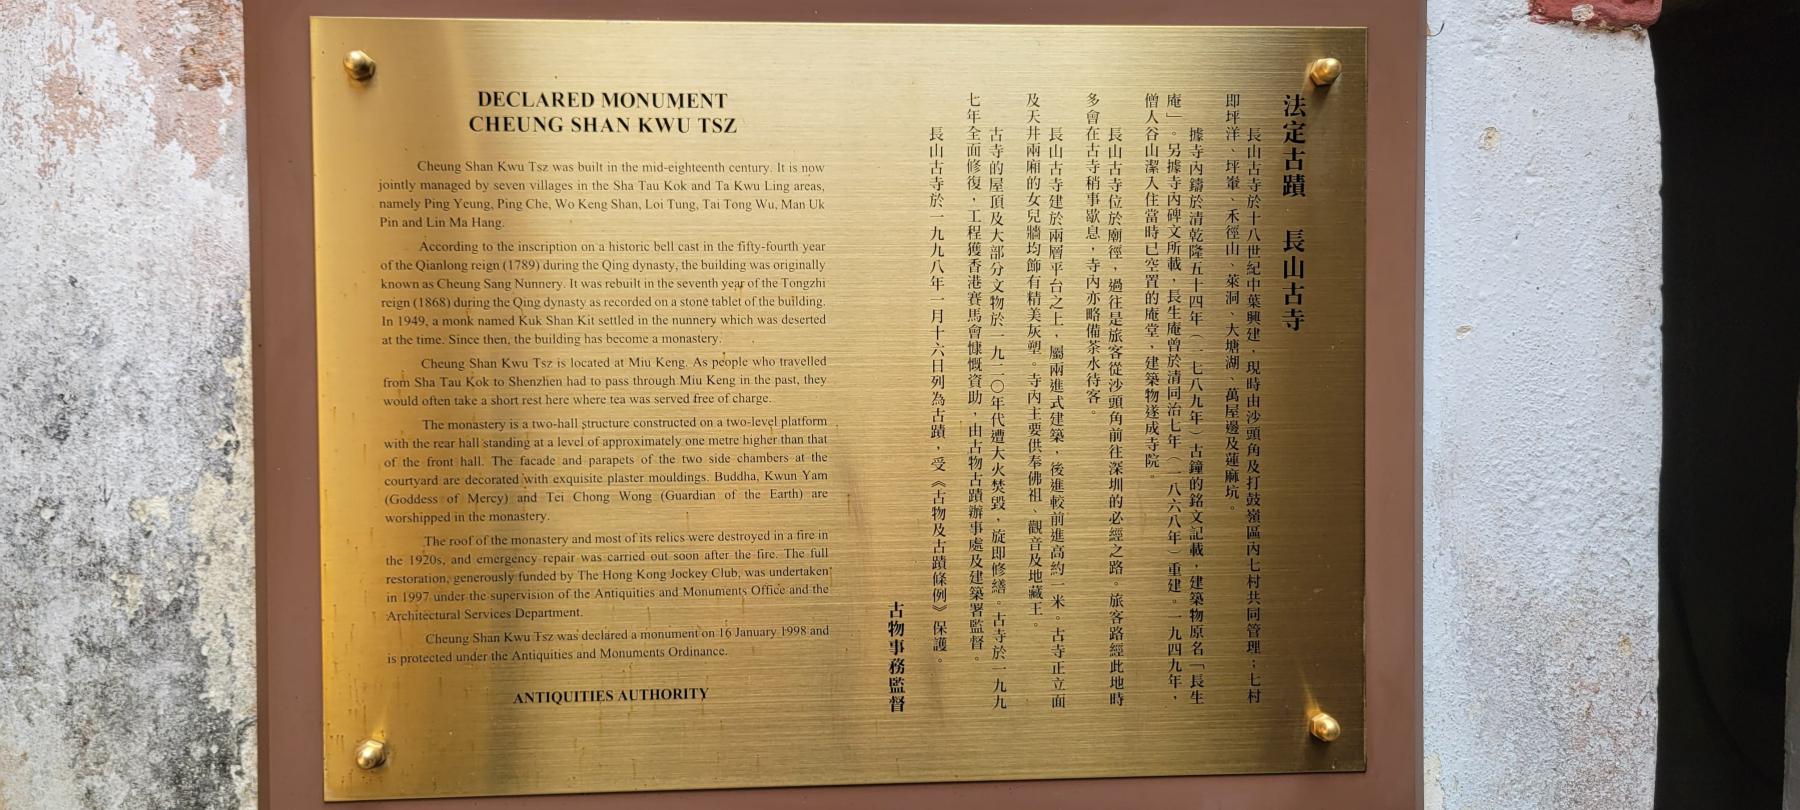 DECLARED MONUMENT
CHEUNG SHAN KWU TSZ
Cheung Shan Kwu Tsz was built in the mid-eighteenth century. It is now
jointly managed by seven villages in the Sha Tau Kok and Ta Kwu Ling areas,
namely Ping Yeung, Ping Che, Wo Keng Shan, Loi Tung, Tai Tong Wu, Man Uk
Pin and Lin Ma Hang.
According to the inscription on a historic bell cast in the fifty-fourth year
of the Qianlong reign (1789) during the Qing dynasty, the building was originally
known as Cheung Sang Nunnery. It was rebuilt in the seventh year of the Tongzhi
reign (1868) during the Qing dynasty as recorded on a stone tablet of the building.
In 1949, a monk named Kuk Shan Kit settled in the nunnery which was deserted
at the time. Since then, the building has become a monastery.
Cheung Shan Kwu Tsz is located at Miu Keng. As people who travelled
from Sha Tau Kok to Shenzhen had to pass through Miu Keng in the past, they
would often take a short rest here where tea was served free of charge.
The monastery is a two-hall structure constructed on a two-level platform
with the rear hall standing at a level of approximately one metre higher than that
of the front hall. The facade and parapets of the two side chambers at the
courtyard are decorated with exquisite plaster mouldings. Buddha, Kwun Yam
(Goddess of Mercy) and Tei Chong Wong (Guardian of the Earth) are
worshipped in the monastery.
The roof of the monastery and most of its relics were destroyed in a fire in
the 1920s, and emergency repair was carried out soon after the fire. The full
restoration, generously funded by The Hong Kong Jockey Club, was undertaken
in 1997 under the supervision of the Antiquities and Monuments Office and the
Architectural Services Department.
Cheung Shan Kwu Tsz was declared a monument on 16 January 1998 and
is protected under the Antiquities and Monuments Ordinance.
ANTIQUITIES AUTHORITY
法定古蹟　長山古寺
長山古寺於十八世紀中葉興建，現時由沙頭角及打鼓嶺區內七村共同管理；七村
即坪洋、坪輋、禾徑山、萊洞、大塘湖、萬屋邊及蓮麻坑。
據寺內鑄於清乾隆五十四年（一七八九年）古鐘的銘文記載，建築物原名「長生
庵」。另據寺內碑文所載，長生庵曾於清同治七年（一八六八年）重建。一九四九年，
僧人谷山潔入住當時已空置的庵堂，建築物遂成寺院。
長山古寺位於廟徑，過往是旅客從沙頭角前往深圳的必經之路。旅客路經此地時
多會在古寺稍事歇息，寺內亦略備茶水待客。
長山古寺建於兩層平台之上，屬兩進式建築，後進較前進高約一米。古寺正立面
及天井兩廂的女兒牆均飾有精美灰塑。寺內主要供奉佛祖、觀音及地藏王。
古寺的屋頂及大部分文物於一九二〇年代遭大火焚毀，旋即修繕。古寺於一九九
七年全面修復，工程獲香港賽馬會慷慨資助，由古物古蹟辦事處及建築署監督。
長山古寺於一九九八年一月十六日列為古蹟，受《古物及古蹟條例》保護。
古物事務監督